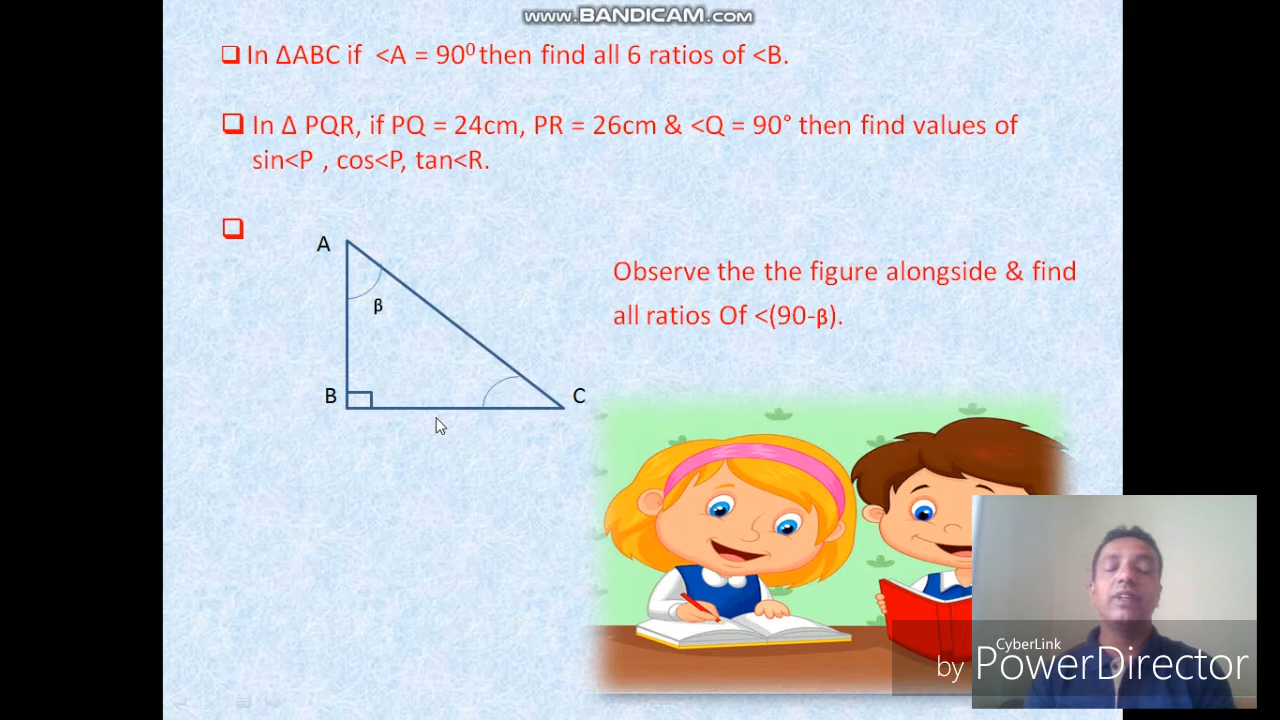 www.BANDICAM.com
In ΔABC if <A = 90⁰ then find all 6 ratios of <B.
In Δ PQR, if PQ = 24cm, PR = 26cm & <Q = 90° then find values of
sin<P , cos<P, tan<R.
A
β
B
C
Observe the the figure alongside & find
all ratios Of <(90-β).
CyberLink
by PowerDirector